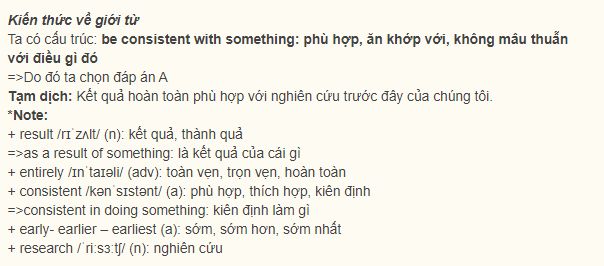 Kiến thức về giới từ
Ta có cấu trúc: be consistent with something: phù hợp, ăn khớp với, không mâu thuẫn
với điều gì đó
=>Do đó ta chọn đáp án A
Tạm dịch: Kết quả hoàn toàn phù hợp với nghiên cứu trước đây của chúng tôi.
*Note:
+ result /rɪˈzʌlt/ (n): kết quả, thành quả
=>as a result of something: là kết quả của cái gì
+ entirely /ɪnˈtaɪəli/ (adv): toàn vẹn, trọn vẹn, hoàn toàn
+ consistent /kənˈsɪstənt/ (a): phù hợp, thích hợp, kiên định
=>consistent in doing something: kiên định làm gì
+ early- earlier – earliest (a): sớm, sớm hơn, sớm nhất
+ research /ˈriːsɜːtʃ/ (n): nghiên cứu